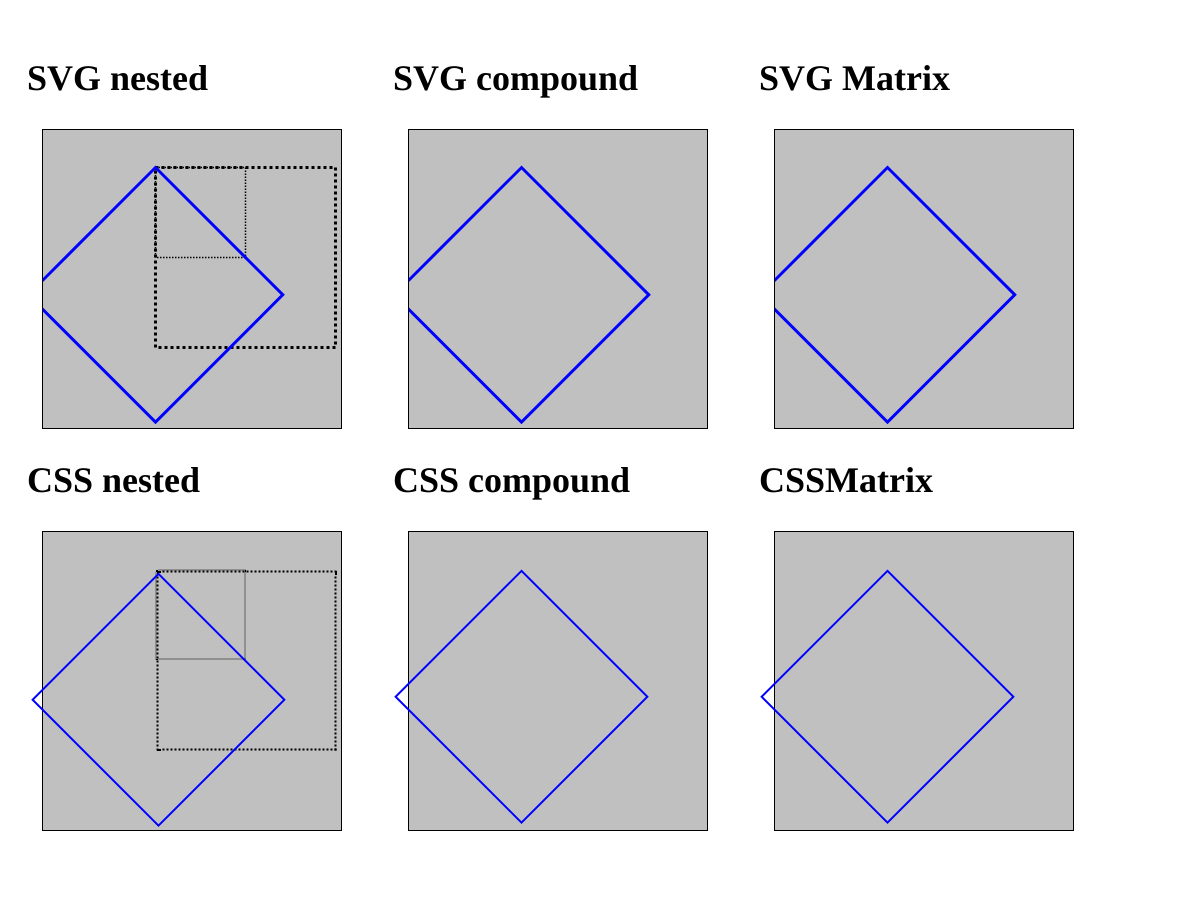 SVG nested
SVG compound
SVG Matrix
CSS nested
CSS compound
CSSMatrix